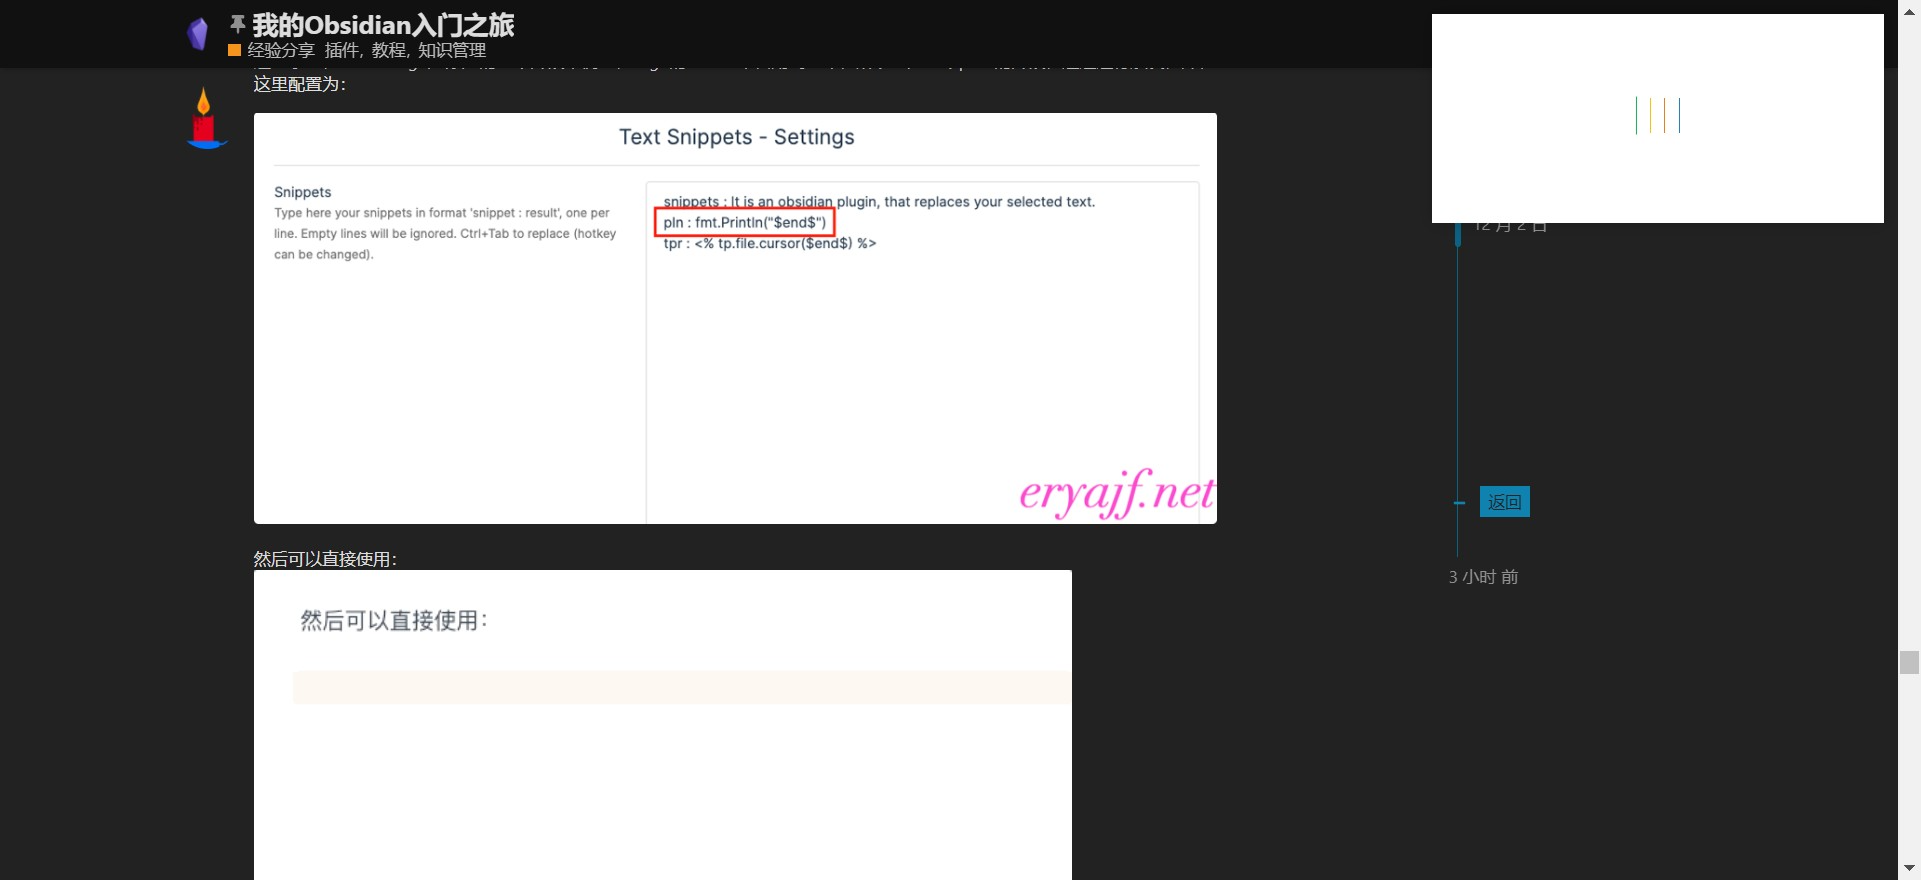 我的Obsidian入门之旅
经验分享 插件, 教程, 知识管理
这里配置为：
Text Snippets - Settings
Snippets
Type here your snippets in format 'snippet : result', one per
line. Empty lines will be ignored. Ctrl+Tab to replace (hotkey
can be changed).
snippets : It is an obsidian plugin, that replaces your selected text.
pln : fmt.Println("$end$")
tpr : <% tp.file.cursor($end$) %>
eryajf.net
然后可以直接使用：
然后可以直接使用：
12 月 2 日
返回
3 小时 前